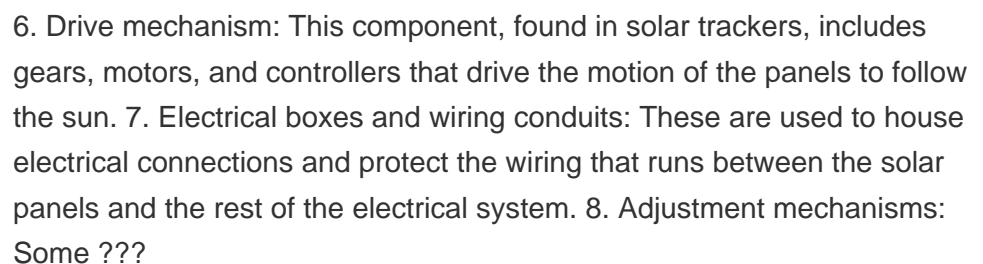 6. Drive mechanism: This component, found in solar trackers, includes
gears, motors, and controllers that drive the motion of the panels to follow
the sun. 7. Electrical boxes and wiring conduits: These are used to house
electrical connections and protect the wiring that runs between the solar
panels and the rest of the electrical system. 8. Adjustment mechanisms:
Some ???